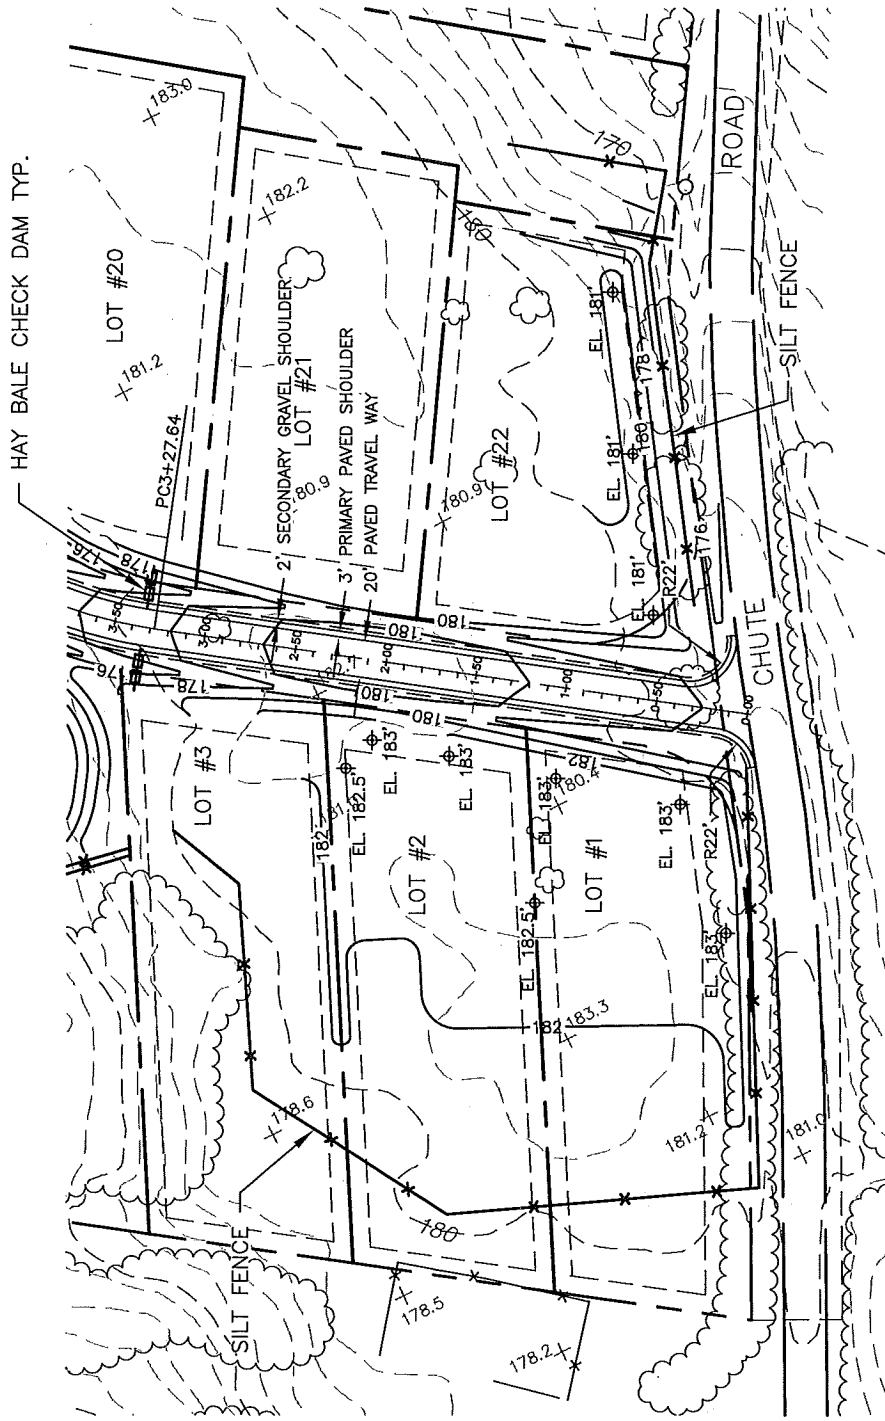 HAY BALE CHECK DAM TYP.
183.0
LOT #20
181.2
PC3+27.64
182.2
2' SECONDARY GRAVEL SHOULDER
LOT #21
180.9
3' PRIMARY PAVED SHOULDER
20' PAVED TRAVEL WAY
180
170
LOT #22
180.9
EL. 181'
EL. 181'
EL. 181'
R22'
180
178
176
ROAD
SILT FENCE
CHUTE
176
178
176
178
180
180
180
180
3+50
3+00
2+50
2+00
1+50
1+00
0+50
0+00
LOT #3
182
EL. 182.5'
EL. 183'
EL. 183'
LOT #2
182
EL. 183'
180.4
EL. 183'
R22'
LOT #1
EL. 182.5'
EL. 183'
182
183.3
178.6
181.2
181.0
180
SILT FENCE
178.5
178.2